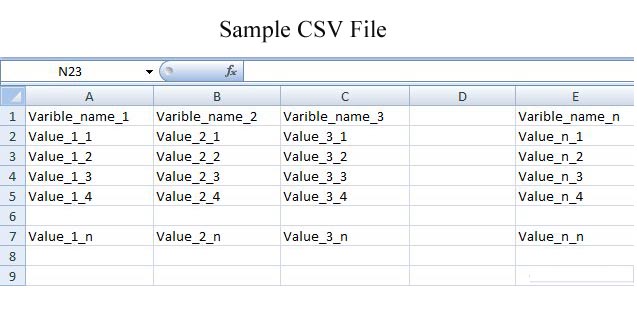 Sample CSV File
N23 fx
A B C D E
1 Varible_name_1 Varible_name_2 Varible_name_3 Varible_name_n
2 Value_1_1 Value_2_1 Value_3_1 Value_n_1
3 Value_1_2 Value_2_2 Value_3_2 Value_n_2
4 Value_1_3 Value_2_3 Value_3_3 Value_n_3
5 Value_1_4 Value_2_4 Value_3_4 Value_n_4
6
7 Value_1_n Value_2_n Value_3_n Value_n_n
8
9